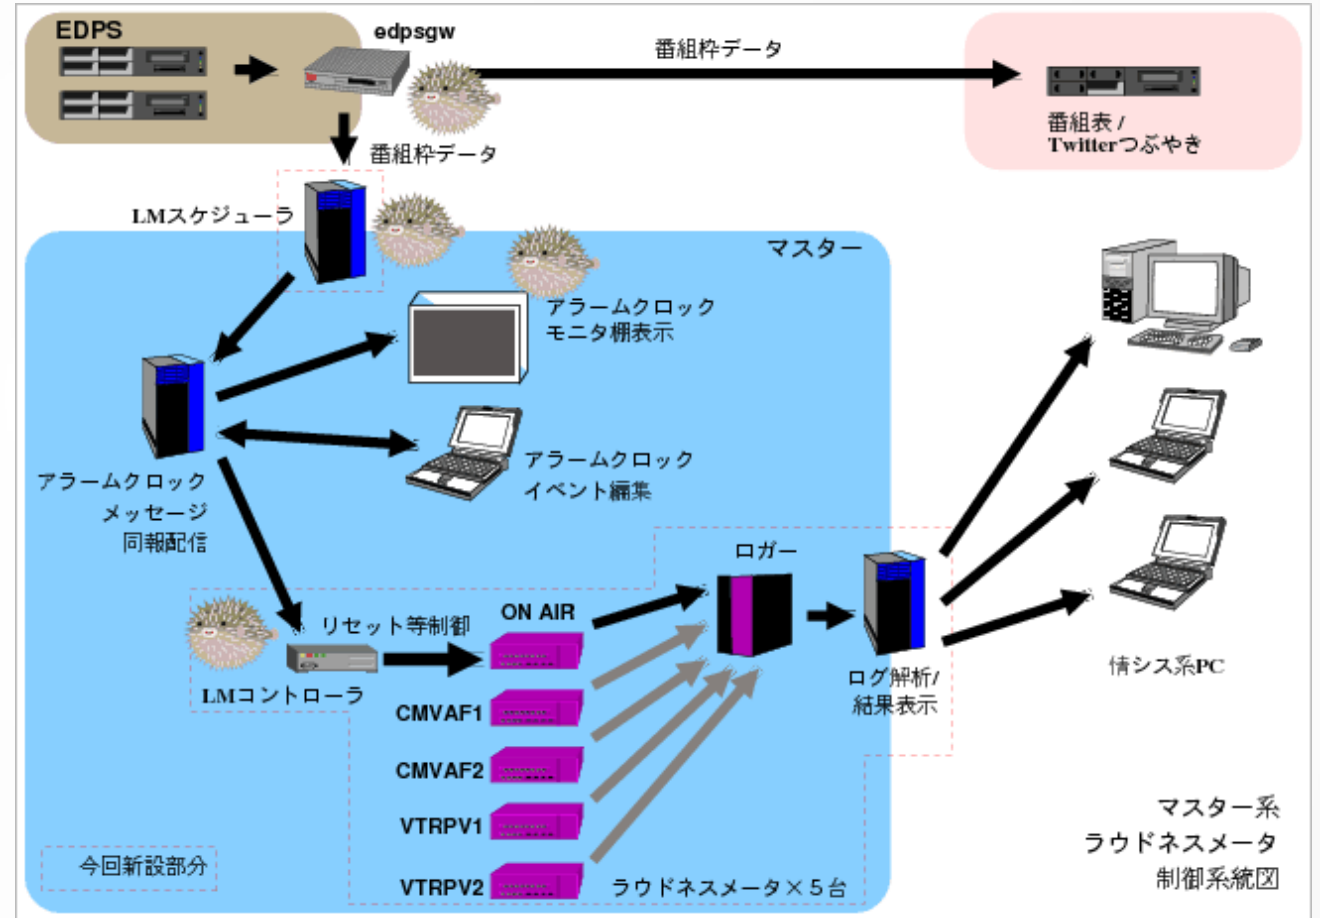 EDPS
edpsgw
番組枠データ
番組表 /
Twitterつぶやき
番組枠データ
LMスケジューラ
マスター
アラームクロック
モニタ棚表示
アラームクロック
イベント編集
アラームクロック
メッセージ
同報配信
ロガー
ON AIR
リセット等制御
LMコントローラ
ログ解析/
結果表示
情シス系PC
CMVAF1
CMVAF2
VTRPV1
VTRPV2
ラウドネスメータ×５台
今回新設部分
マスター系
ラウドネスメータ
制御系統図